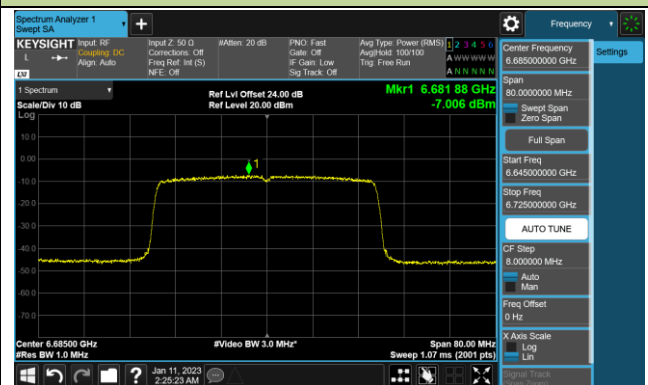 Spectrum Analyzer 1
Swept SA
Frequency
KEYSIGHT
L
LXI
Input: RF
Coupling: DC
Align: Auto
Input Z: 50 Ω
Corrections: Off
Freq Ref: Int (S)
NFE: Off
#Atten: 20 dB
PNO: Fast
Gate: Off
IF Gain: Low
Sig Track: Off
Avg Type: Power (RMS)
Avg|Hold: 100/100
Trig: Free Run
1 2 3 4 5 6
A W W W W W
A N N N N N
Center Frequency
6.685000000 GHz
Settings
Span
80.0000000 MHz
Swept Span
Zero Span
Full Span
Start Freq
6.645000000 GHz
Stop Freq
6.725000000 GHz
AUTO TUNE
CF Step
8.000000 MHz
Auto
Man
Freq Offset
0 Hz
X Axis Scale
Log
Lin
Signal Track
(Span Zoom)
1 Spectrum
Scale/Div 10 dB
Log
Ref Lvl Offset 24.00 dB
Ref Level 20.00 dBm
Mkr1 6.681 88 GHz
-7.006 dBm
10.0
0.00
-10.0
-20.0
-30.0
-40.0
-50.0
-60.0
-70.0
1
Center 6.68500 GHz
#Res BW 1.0 MHz
#Video BW 3.0 MHz*
Span 80.00 MHz
Sweep 1.07 ms (2001 pts)
Jan 11, 2023
2:25:23 AM